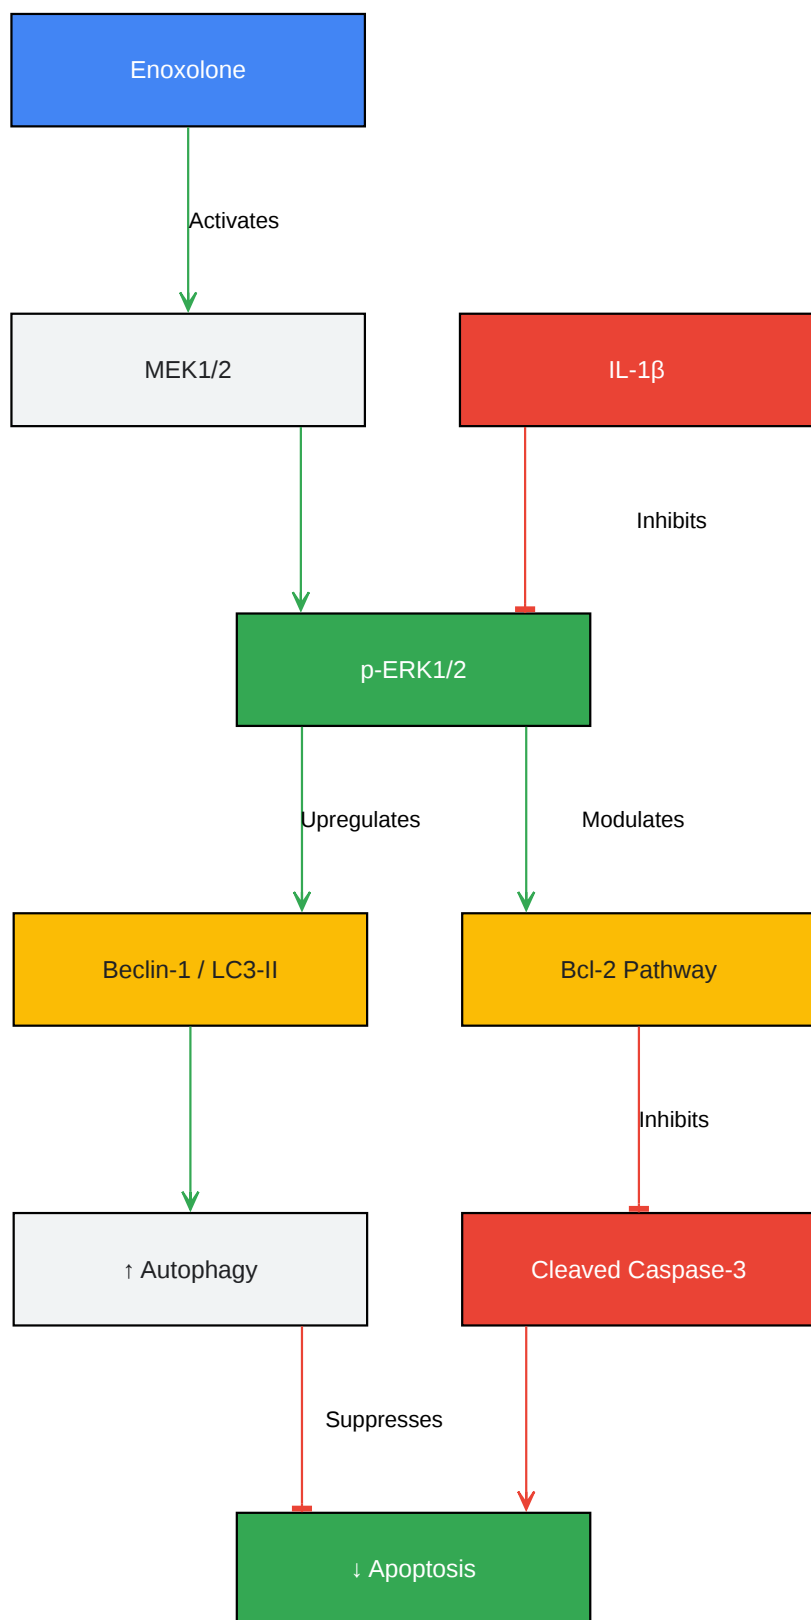 Enoxolone
Activates
MEK1/2
IL-1β
Inhibits
p-ERK1/2
Upregulates
Modulates
Beclin-1 / LC3-II
Bcl-2 Pathway
Inhibits
↑ Autophagy
Cleaved Caspase-3
Suppresses
↓ Apoptosis